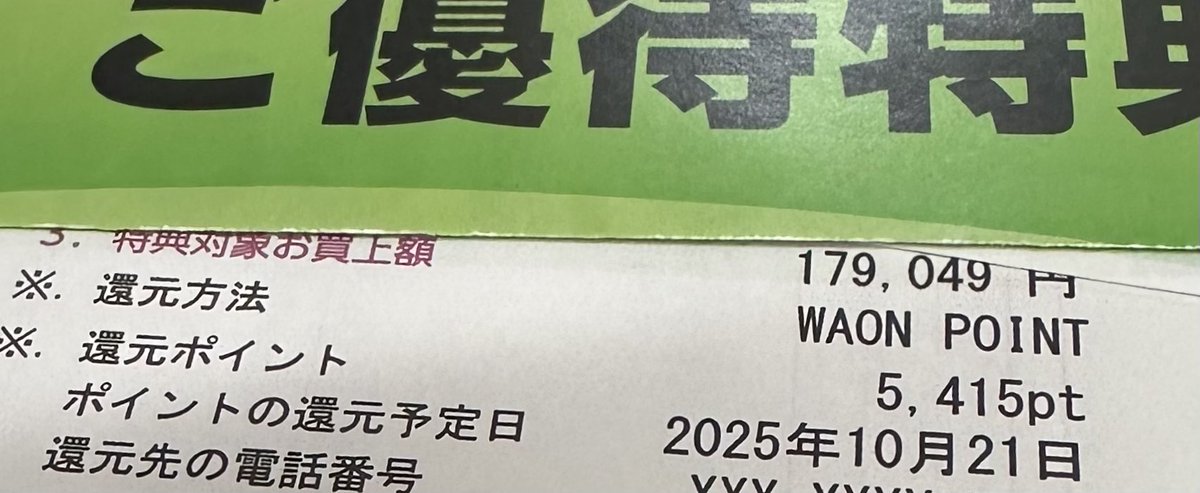 ご優待特典
3. 特典対象お買上額 179,049 円
※. 還元方法 WAON POINT
※. 還元ポイント 5,415pt
ポイントの還元予定日 2025年10月21日
還元先の電話番号